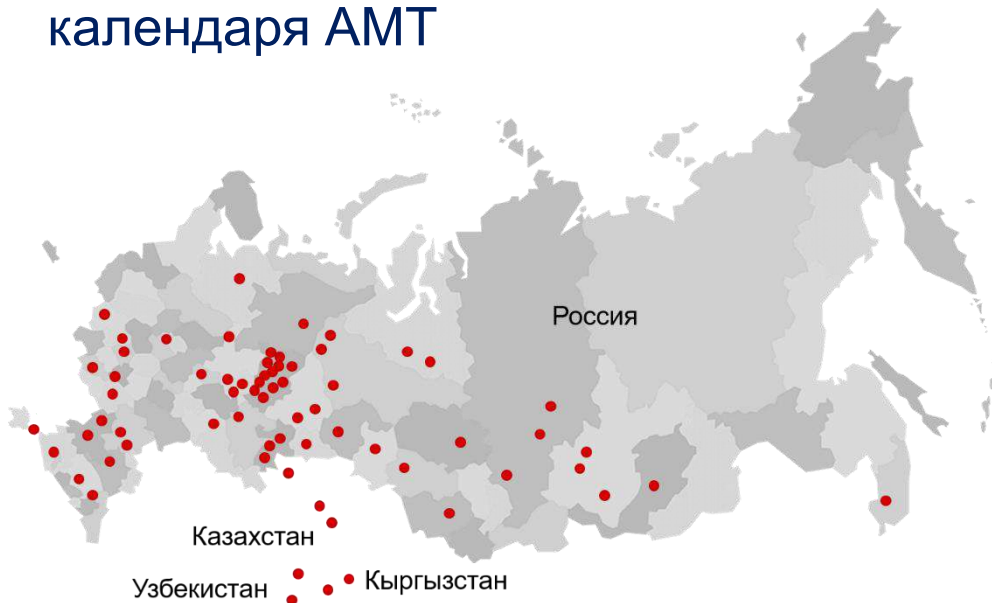 календаря АМТ
Россия
Казахстан
Узбекистан
Кыргызстан